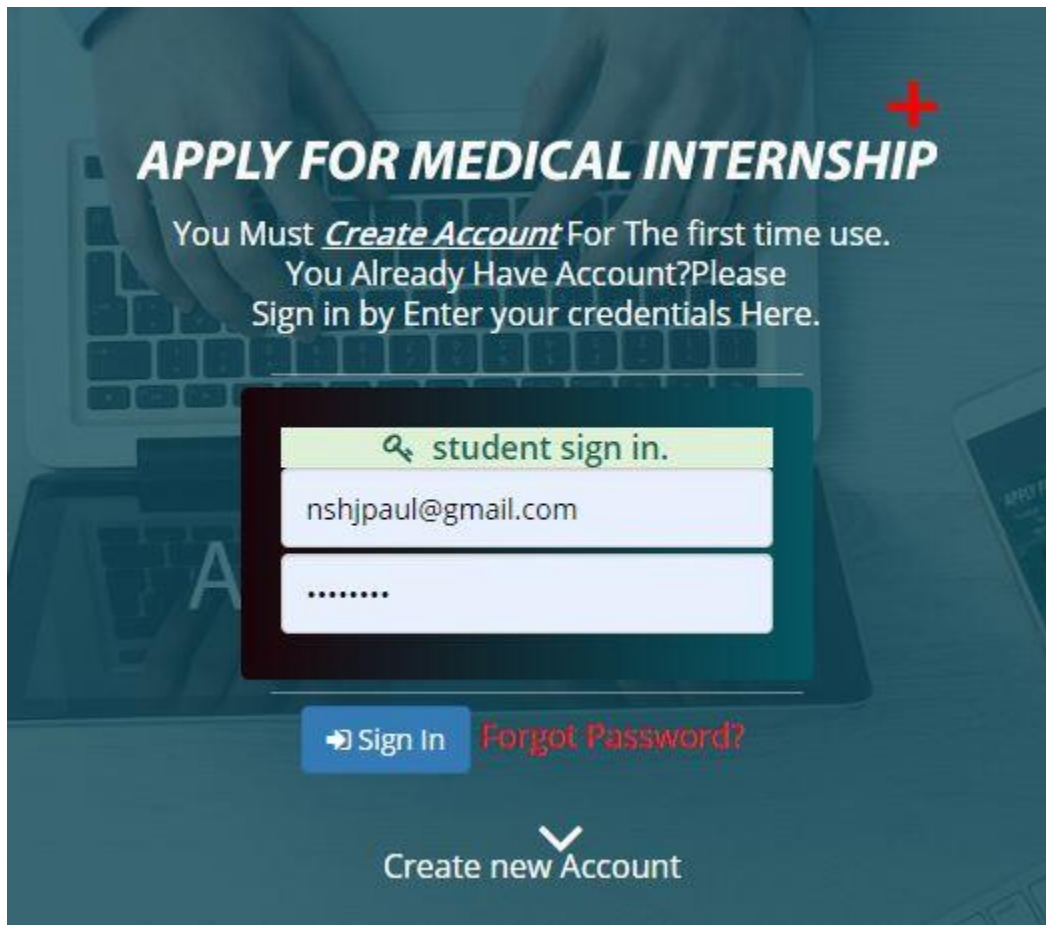 APPLY FOR MEDICAL INTERNSHIP
You Must Create Account For The first time use.
You Already Have Account?Please
Sign in by Enter your credentials Here.
student sign in.
nshjpaul@gmail.com
••••••••
A
Sign In Forgot Password?
Create new Account